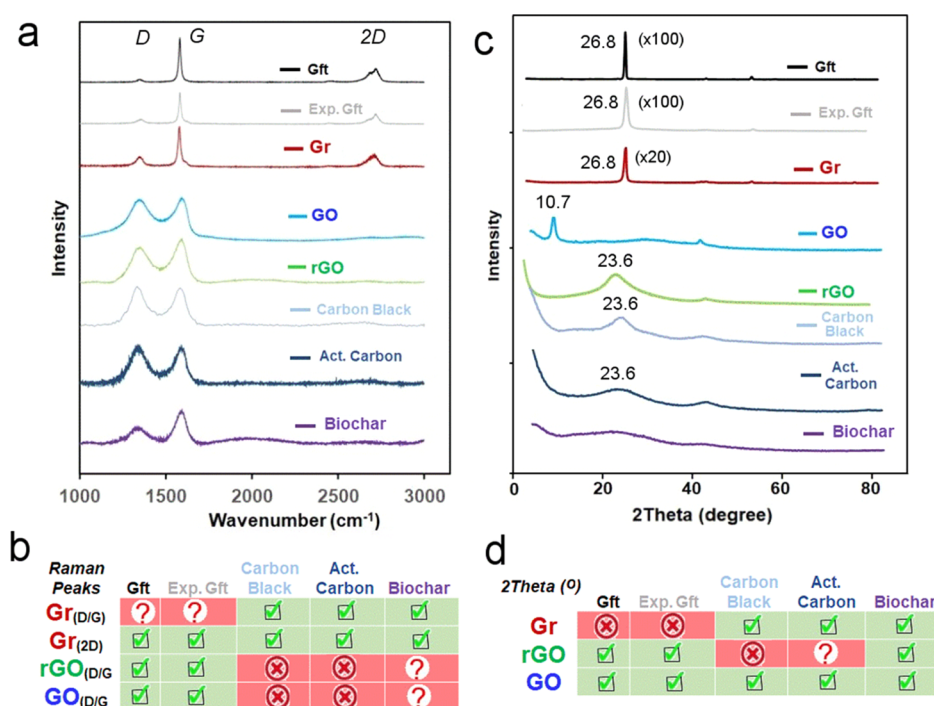 a
D G 2D
Gft
Exp. Gft
Gr
GO
rGO
Carbon Black
Act. Carbon
Biochar
Intensity
1000 1500 2000 2500 3000
Wavenumber (cm-1)
c
26.8 (x100)
Gft
26.8 (x100)
Exp. Gft
26.8 (x20)
Gr
10.7
GO
23.6
rGO
23.6
Carbon
Black
23.6
Act.
Carbon
Biochar
Intensity
0 20 40 60 80
2Theta (degree)
b
Raman
Peaks
Gft Exp. Gft Carbon Black Act. Carbon Biochar
Gr(D/G) ? ?
Gr(2D)
rGO(D/G ?
GO(D/G ?
d
2Theta (o)
Gft Exp. Gft Carbon Black Act. Carbon Biochar
Gr
rGO ?
GO